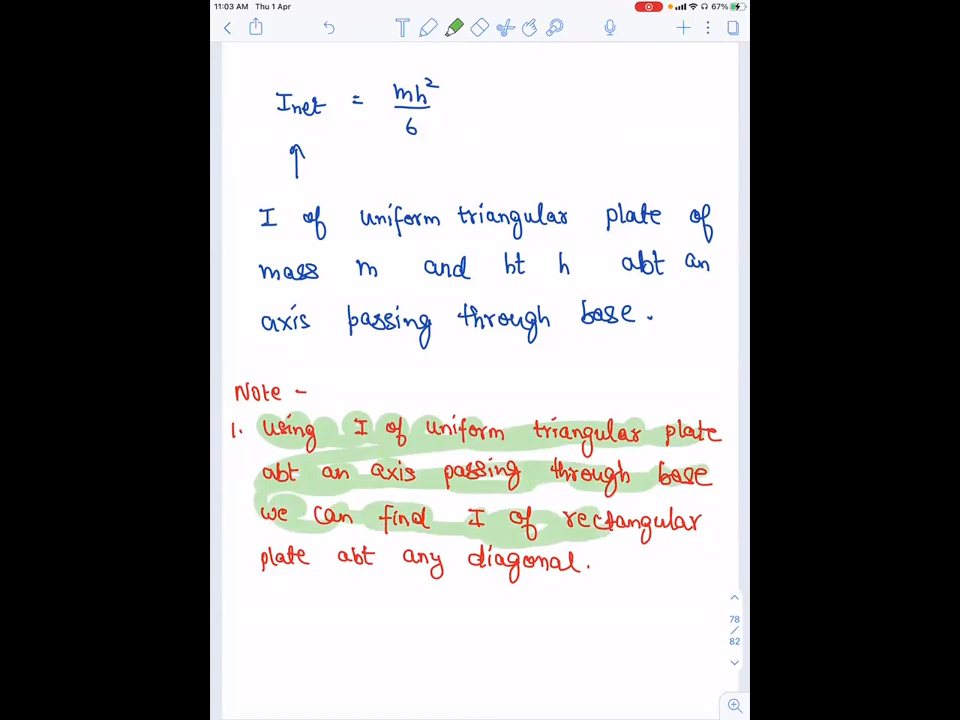 11:03 AM Thu 1 Apr 67%
I net = mh²/6
I of uniform triangular plate of
mass m and ht h abt an
axis passing through base.
Note -
1. Using I of uniform triangular plate
abt an axis passing through base
we can find I of rectangular
plate abt any diagonal.
78
/
82